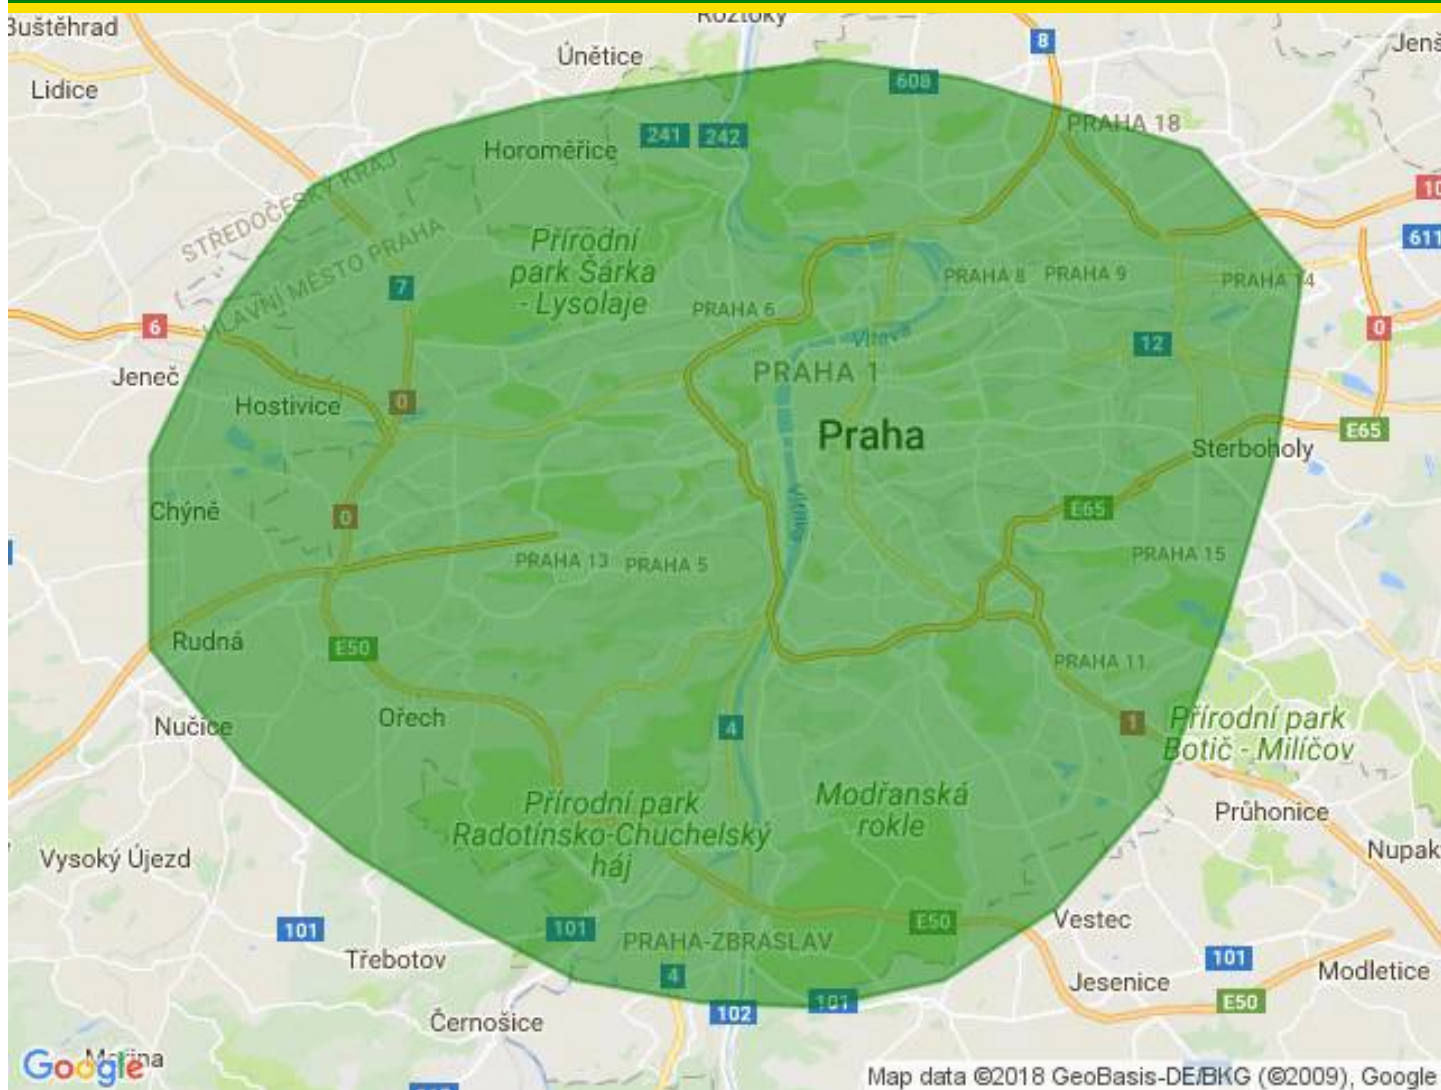 Buštěhrad
Roztoky
8
Jenš
Únětice
Lidice
608
PRAHA 18
241
242
Horoměřice
STŘEDOČESKÝ KRAJ
10
HLAVNÍ MĚSTO PRAHA
Přírodní
park Šárka
- Lysolaje
611
PRAHA 8
PRAHA 9
PRAHA 14
7
PRAHA 6
6
0
Vltava
12
Jeneč
PRAHA 1
Hostivice
0
Praha
E65
Sterboholy
Chýně
0
Vltava
E65
PRAHA 13
PRAHA 5
PRAHA 15
Rudná
E50
PRAHA 11
Nučice
Ořech
4
1
Přírodní park
Botič - Milíčov
Přírodní park
Radotínsko-Chuchelský
háj
Modřanská
rokle
Průhonice
Vysoký Újezd
Nupak
101
101
E50
Vestec
PRAHA-ZBRASLAV
Třebotov
4
101
Modletice
Jesenice
101
E50
102
Černošice
Google
Map data ©2018 GeoBasis-DE/BKG (©2009), Google